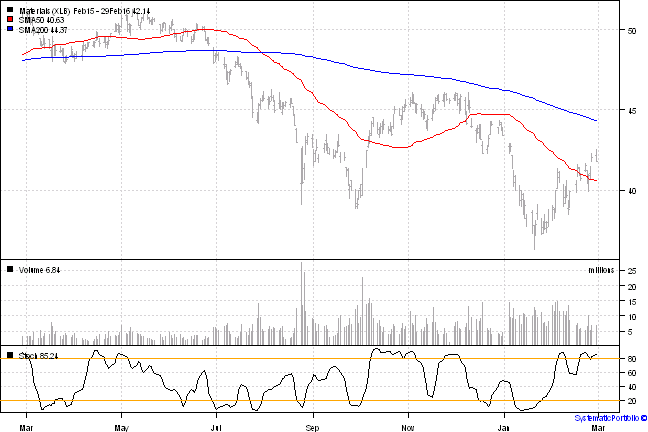 Materials (XLB) Feb15 - 29Feb16 42.14
SMA50 40.63
SMA200 44.37
50
45
40
Volume 6.84
millions
25
20
15
10
5
Stoch 85.24
80
60
40
20
Mar May Jul Sep Nov Jan Mar
SystematicPortfolio ©